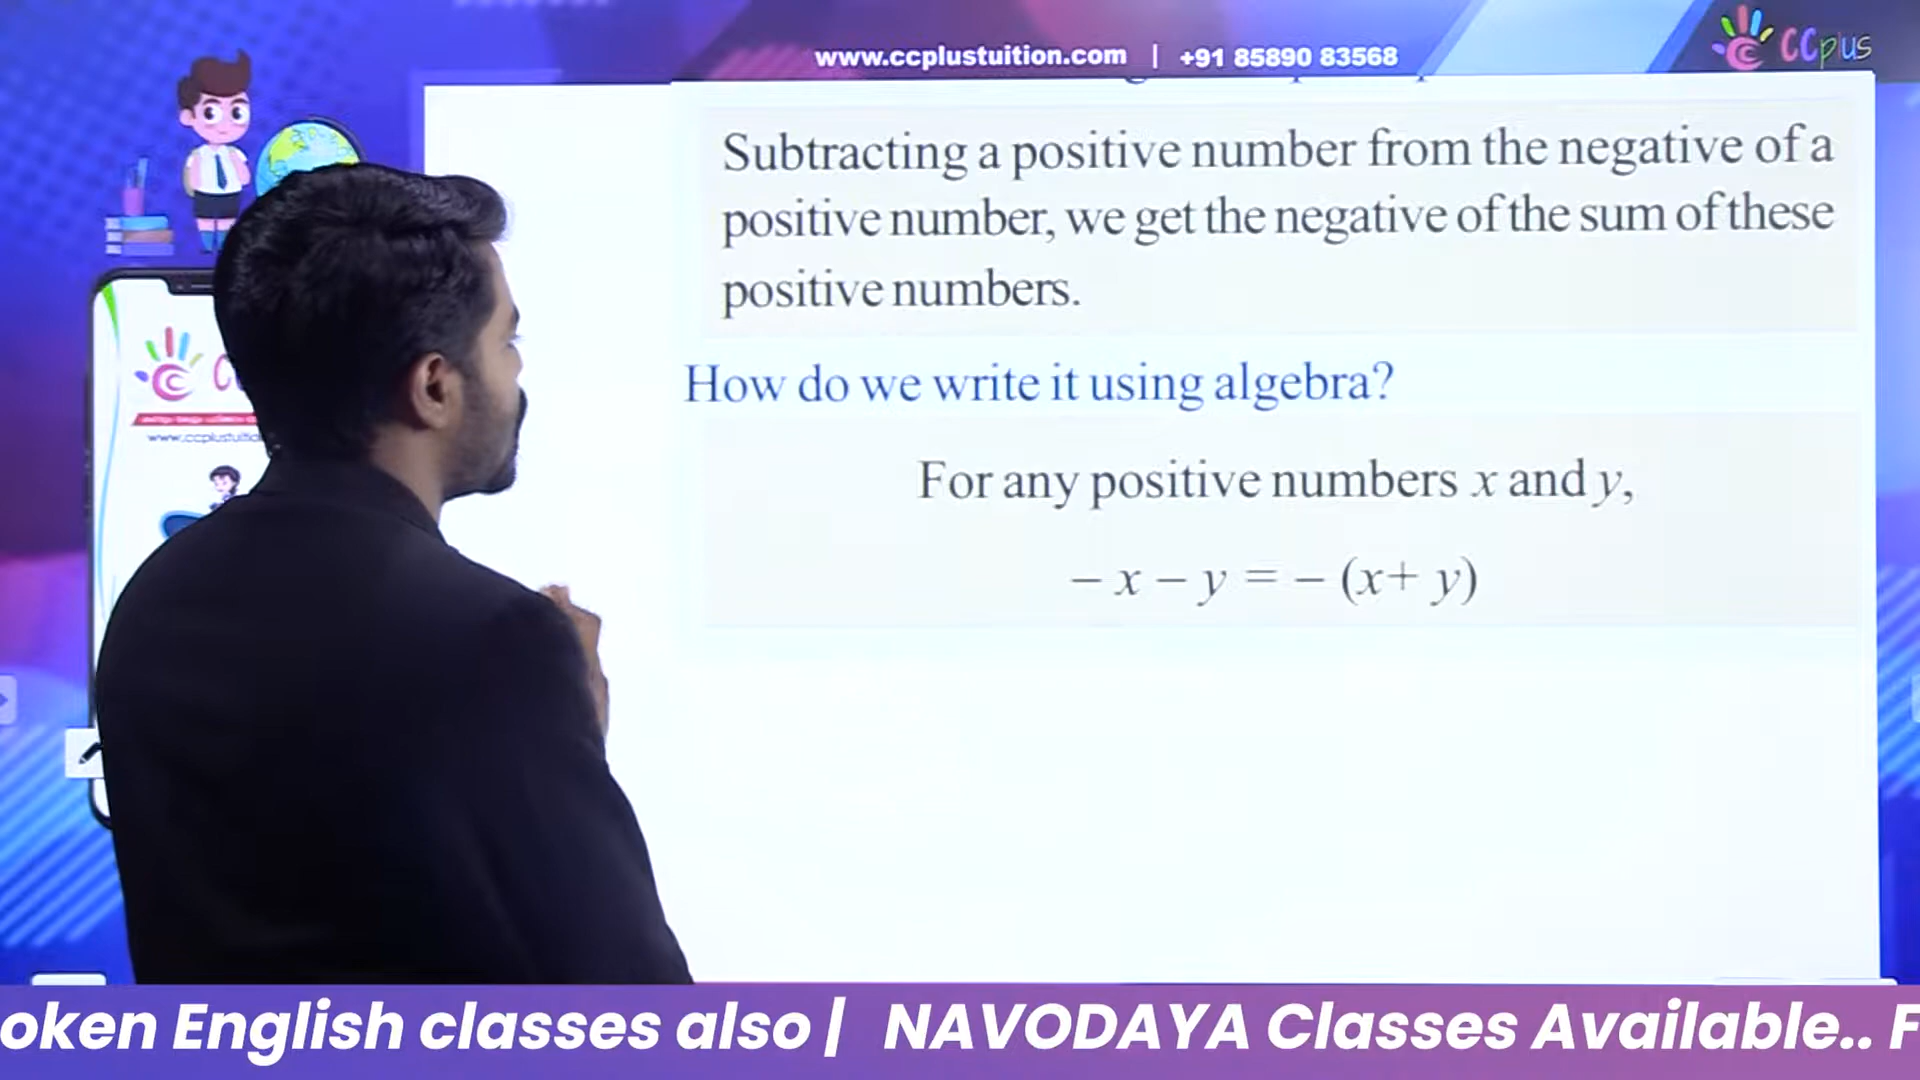 www.ccplustuition.com | +91 85890 83568
CCplus
Subtracting a positive number from the negative of a
positive number, we get the negative of the sum of these
positive numbers.
How do we write it using algebra?
For any positive numbers x and y,
– x – y = – (x+ y)
C
www.ccplustuitio
oken English classes also | NAVODAYA Classes Available.. F